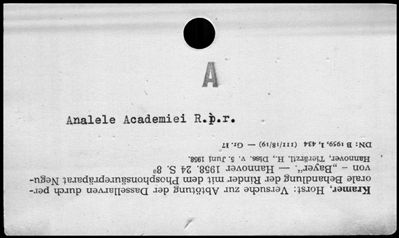 A
Analele Academiei R.p.r.
Kramer, Horst: Versuche zur Abtötung der Dassellarven durch per-
orale Behandlung der Rinder mit dem Phosphonsäurepräparat Negu-
von – „Bayer“. — Hannover 1958. 24 S. 8°
Hannover, Tierärztl. H., Diss. v. 5. Juni 1958.
DN: B 1959, I, 434 (III/18/19) — Gr. 17